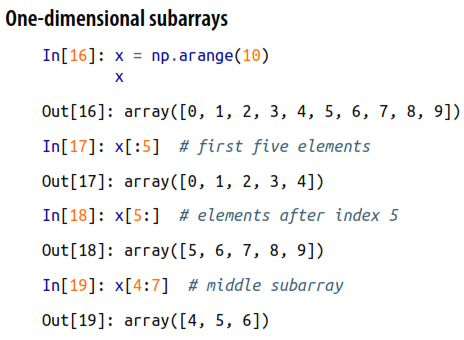 One-dimensional subarrays
In[16]: x = np.arange(10)
x
Out[16]: array([0, 1, 2, 3, 4, 5, 6, 7, 8, 9])
In[17]: x[:5]  # first five elements
Out[17]: array([0, 1, 2, 3, 4])
In[18]: x[5:]  # elements after index 5
Out[18]: array([5, 6, 7, 8, 9])
In[19]: x[4:7]  # middle subarray
Out[19]: array([4, 5, 6])